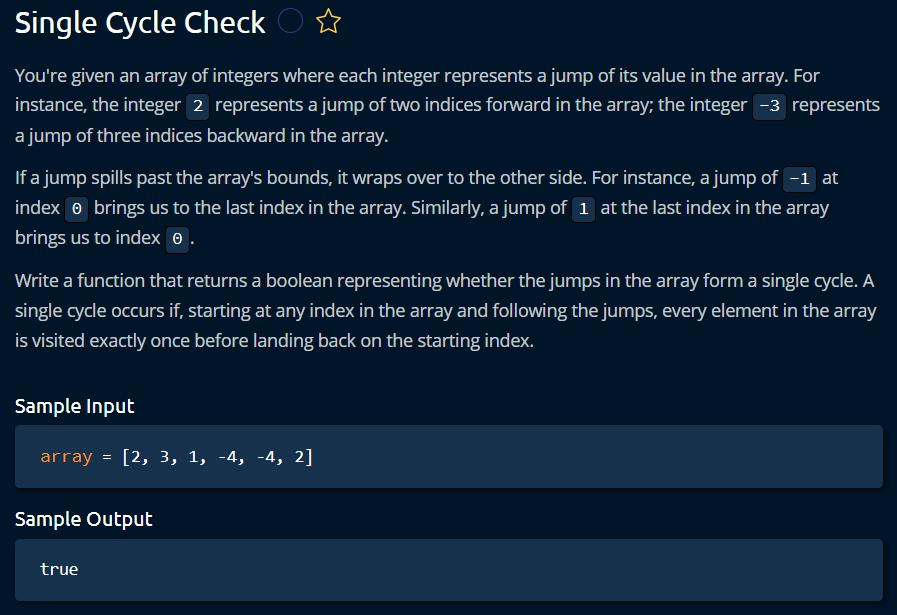 Single Cycle Check
You're given an array of integers where each integer represents a jump of its value in the array. For
instance, the integer 2 represents a jump of two indices forward in the array; the integer -3 represents
a jump of three indices backward in the array.
If a jump spills past the array's bounds, it wraps over to the other side. For instance, a jump of -1 at
index 0 brings us to the last index in the array. Similarly, a jump of 1 at the last index in the array
brings us to index 0.
Write a function that returns a boolean representing whether the jumps in the array form a single cycle. A
single cycle occurs if, starting at any index in the array and following the jumps, every element in the array
is visited exactly once before landing back on the starting index.
Sample Input
array = [2, 3, 1, -4, -4, 2]
Sample Output
true